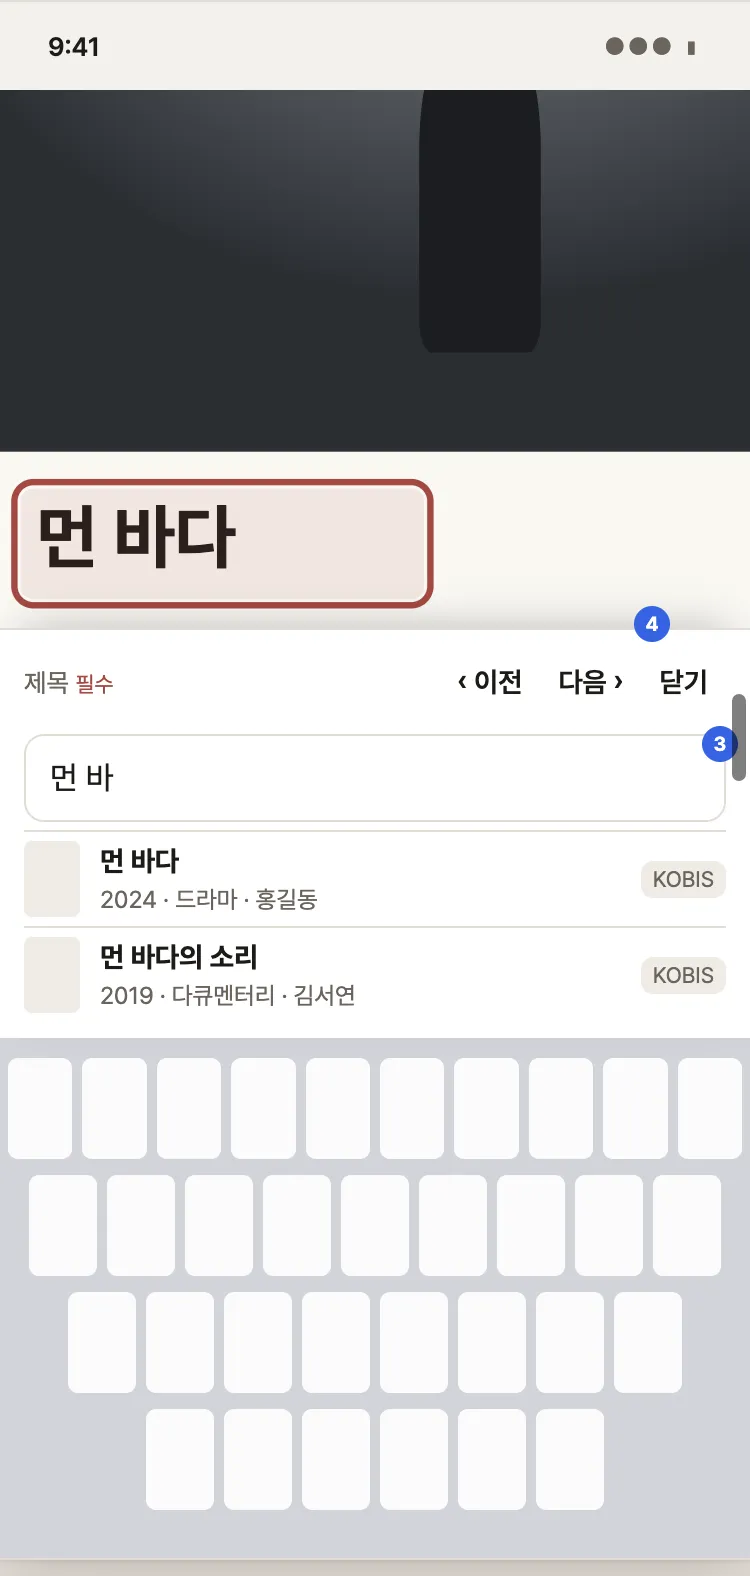 9:41
먼 바다
4
제목 필수 ‹ 이전 다음 › 닫기
3
먼 바
먼 바다
2024 · 드라마 · 홍길동
KOBIS
먼 바다의 소리
2019 · 다큐멘터리 · 김서연
KOBIS